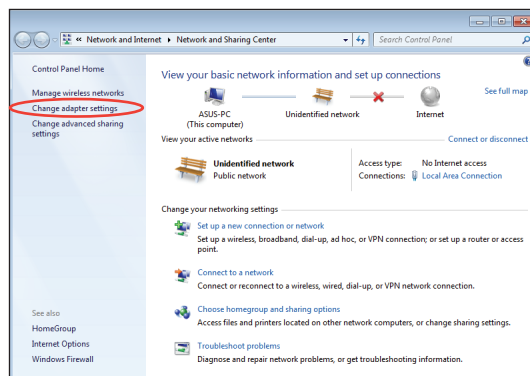 « Network and Internet ▸ Network and Sharing Center
Search Control Panel
Control Panel Home
Manage wireless networks
Change adapter settings
Change advanced sharing
settings
See also
HomeGroup
Internet Options
Windows Firewall
View your basic network information and set up connections
See full map
ASUS-PC
(This computer)
Unidentified network
Internet
View your active networks
Connect or disconnect
Unidentified network
Public network
Access type: No Internet access
Connections: Local Area Connection
Change your networking settings
Set up a new connection or network
Set up a wireless, broadband, dial-up, ad hoc, or VPN connection; or set up a router or access
point.
Connect to a network
Connect or reconnect to a wireless, wired, dial-up, or VPN network connection.
Choose homegroup and sharing options
Access files and printers located on other network computers, or change sharing settings.
Troubleshoot problems
Diagnose and repair network problems, or get troubleshooting information.